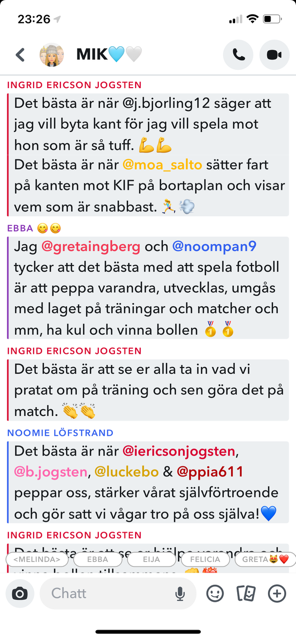 23:26
MIK🩵🤍
INGRID ERICSON JOGSTEN
Det bästa är när @j.bjorling12 säger att
jag vill byta kant för jag vill spela mot
hon som är så tuff. 💪💪
Det bästa är när @moa_salto sätter fart
på kanten mot KIF på bortaplan och visar
vem som är snabbast. 🏃💨
EBBA 😋😋
Jag @gretaingberg och @noompan9
tycker att det bästa med att spela fotboll
är att peppa varandra, utvecklas, umgås
med laget på träningar och matcher och
mm, ha kul och vinna bollen 🥇🥇
INGRID ERICSON JOGSTEN
Det bästa är att se er alla ta in vad vi
pratat om på träning och sen göra det på
match. 👏👏
NOOMIE LÖFSTRAND
Det bästa är när @iericsonjogsten,
@b.jogsten, @luckebo & @ppia611
peppar oss, stärker vårat självförtroende
och gör satt vi vågar tro på oss själva!💙
INGRID ERICSON JOGSTEN
Det bästa är att se er hjälpa varandra och
<MELINDA> EBBA EIJA FELICIA GRETA😻❤️
Chatt